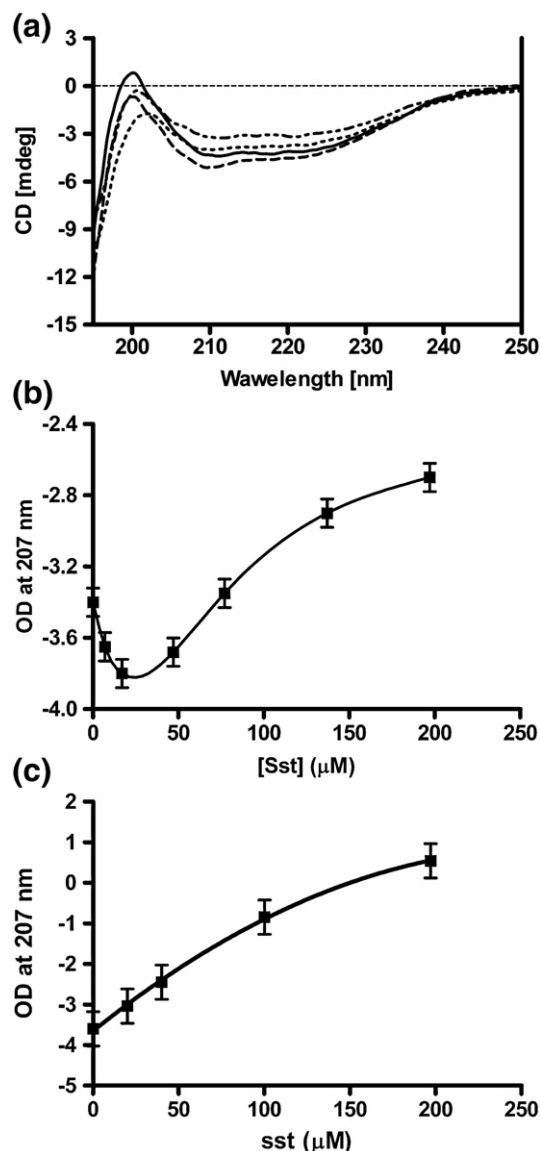 (a)
3
0
-3
-6
-9
-12
-15
CD [mdeg]
200 210 220 230 240 250
Wawelength [nm]
(b)
-2.4
-2.8
-3.2
-3.6
-4.0
OD at 207 nm
0 50 100 150 200 250
[Sst] (μM)
(c)
2
1
0
-1
-2
-3
-4
-5
OD at 207 nm
0 50 100 150 200 250
sst (μM)